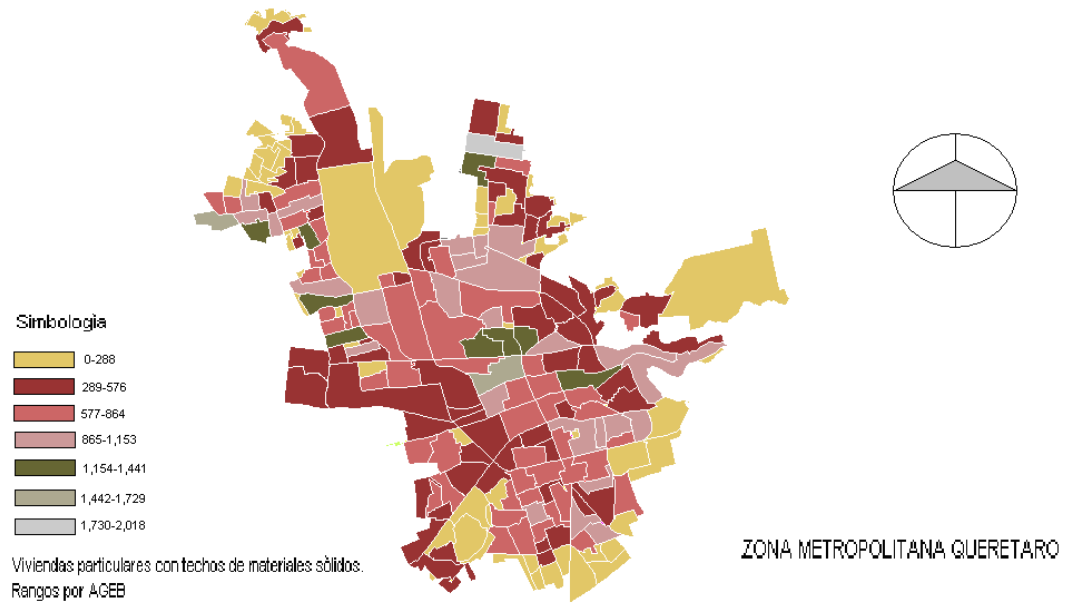 Simbologia
0-288
289-576
577-864
865-1,153
1,154-1,441
1,442-1,729
1,730-2,018
Viviendas particulares con techos de materiales sòlidos.
Rangos por AGEB
ZONA METROPOLITANA QUERETARO